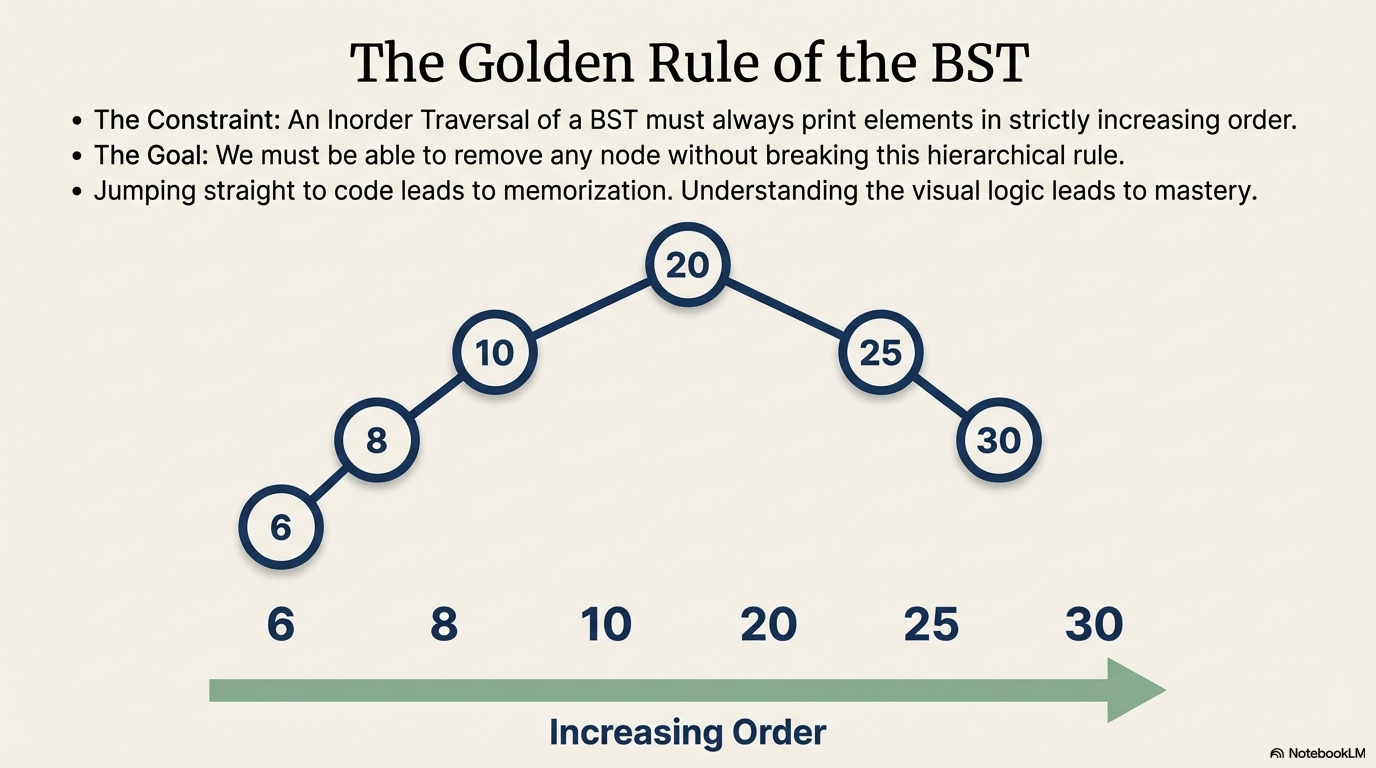 The Golden Rule of the BST
• The Constraint: An Inorder Traversal of a BST must always print elements in strictly increasing order.
• The Goal: We must be able to remove any node without breaking this hierarchical rule.
• Jumping straight to code leads to memorization. Understanding the visual logic leads to mastery.
20
10
25
8
30
6
6 8 10 20 25 30
Increasing Order
NotebookLM